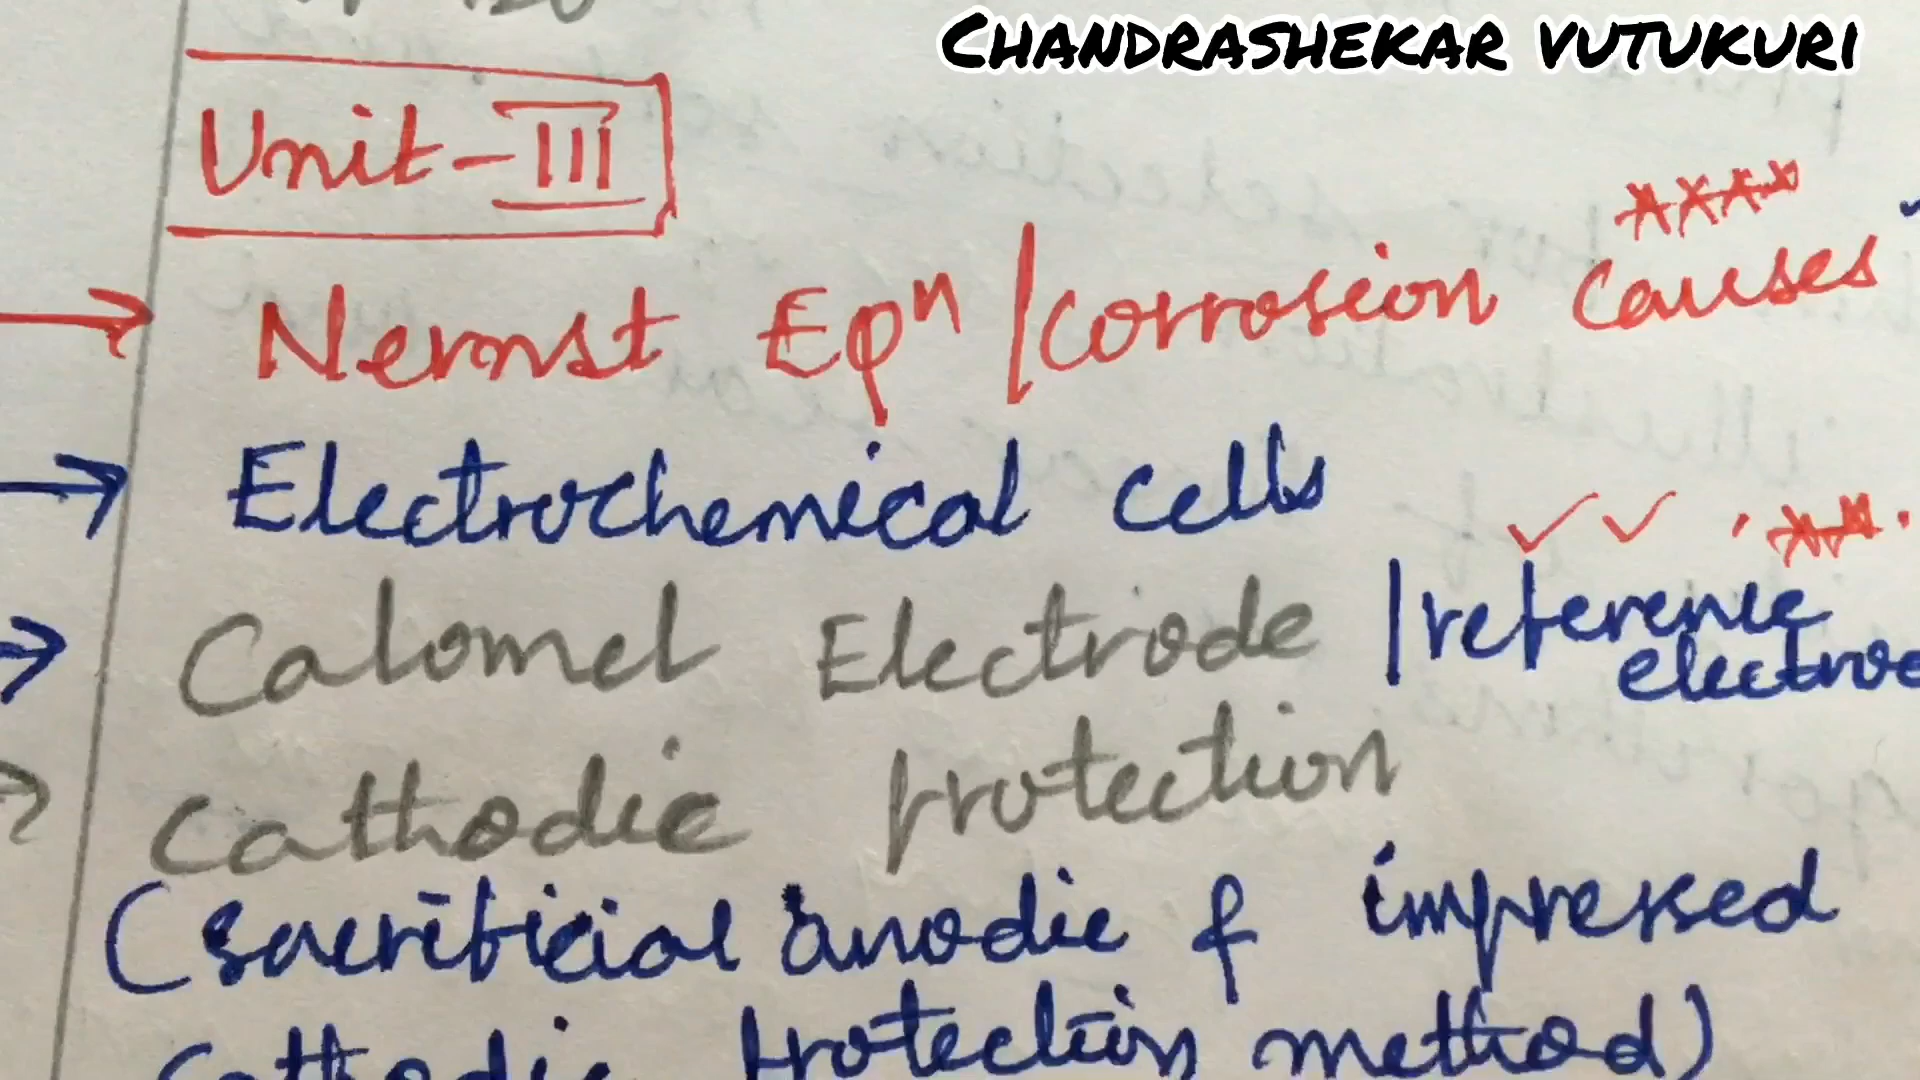 CHANDRASHEKAR VUTUKURI
Unit-III
→ Nernst Eqn / corrosion causes
→ Electrochemical cells
→ Calomel Electrode / reference
electrode
→ Cathodic protection
(sacrificial anodic & impressed
Cathodic protection method)